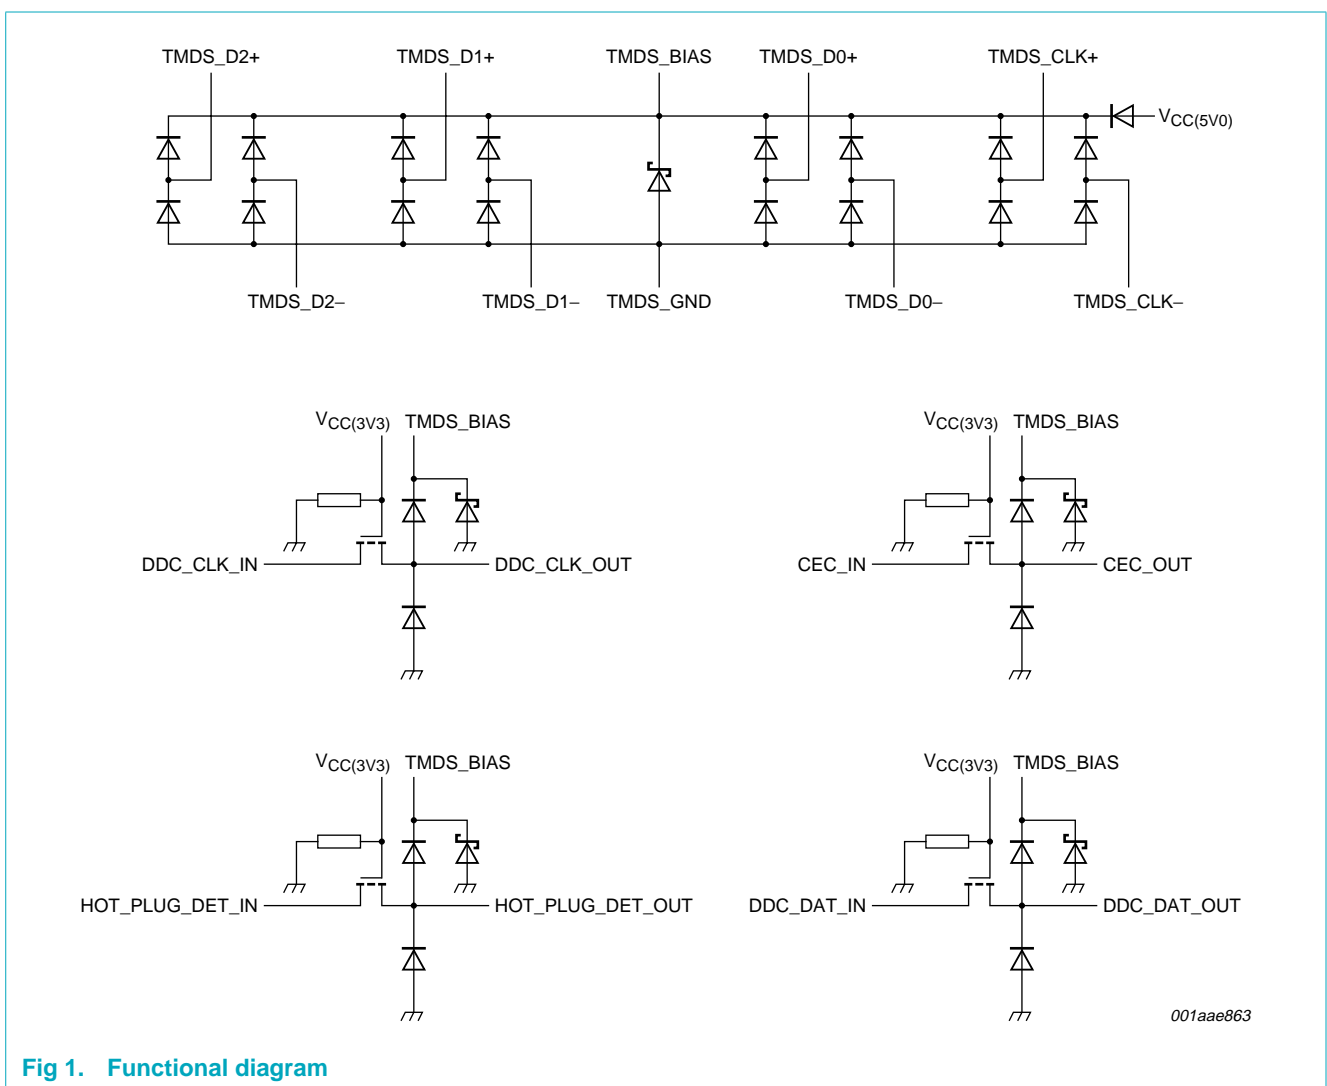 TMDS_D2+ TMDS_D1+ TMDS_BIAS TMDS_D0+ TMDS_CLK+
VCC(5V0)
TMDS_D2− TMDS_D1− TMDS_GND TMDS_D0− TMDS_CLK−
VCC(3V3) TMDS_BIAS VCC(3V3) TMDS_BIAS
DDC_CLK_IN DDC_CLK_OUT CEC_IN CEC_OUT
VCC(3V3) TMDS_BIAS VCC(3V3) TMDS_BIAS
HOT_PLUG_DET_IN HOT_PLUG_DET_OUT DDC_DAT_IN DDC_DAT_OUT
001aae863
Fig 1. Functional diagram